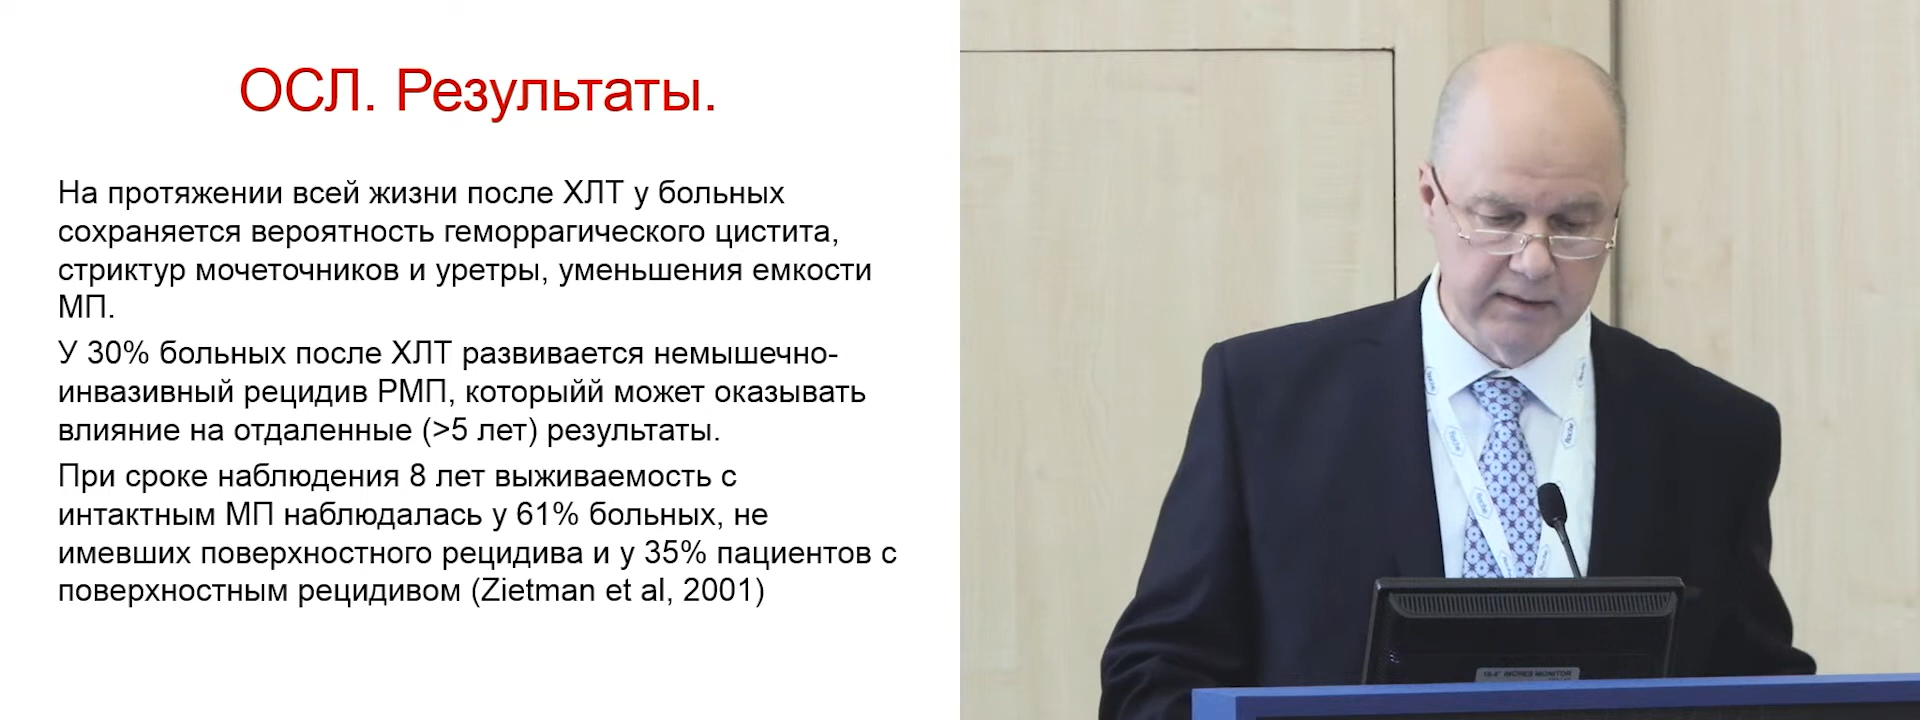 ОСЛ. Результаты.
На протяжении всей жизни после ХЛТ у больных
сохраняется вероятность геморрагического цистита,
стриктур мочеточников и уретры, уменьшения емкости
МП.
У 30% больных после ХЛТ развивается немышечно-
инвазивный рецидив РМП, которыйй может оказывать
влияние на отдаленные (>5 лет) результаты.
При сроке наблюдения 8 лет выживаемость с
интактным МП наблюдалась у 61% больных, не
имевших поверхностного рецидива и у 35% пациентов с
поверхностным рецидивом (Zietman et al, 2001)